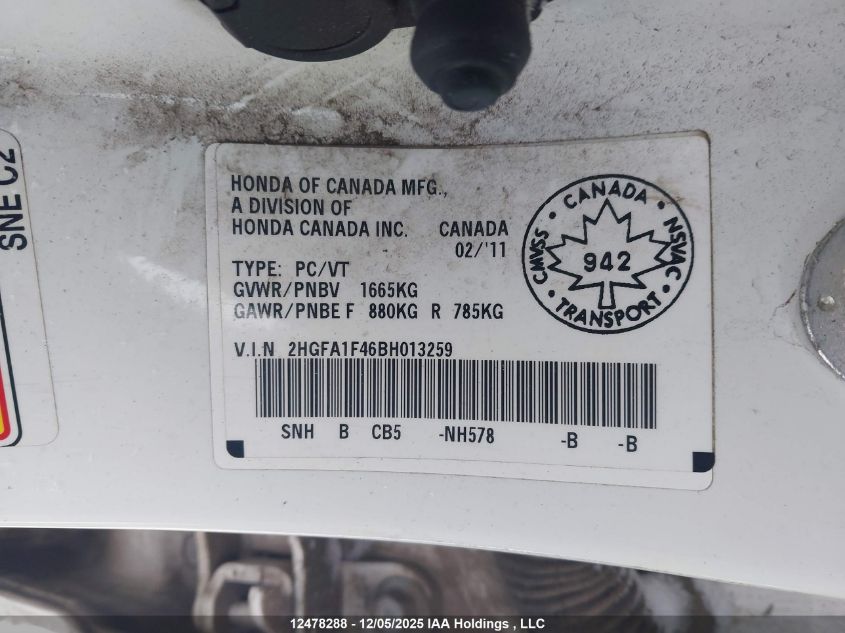 SNE C2
HONDA OF CANADA MFG.,
A DIVISION OF
HONDA CANADA INC. CANADA
02/'11
TYPE: PC/VT
GVWR/PNBV 1665KG
GAWR/PNBE F 880KG R 785KG
V.I.N 2HGFA1F46BH013259
SNH B CB5 -NH578 -B -B
CMVSS • CANADA • NSVAC • TRANSPORT •
942
12478288 - 12/05/2025 IAA Holdings , LLC